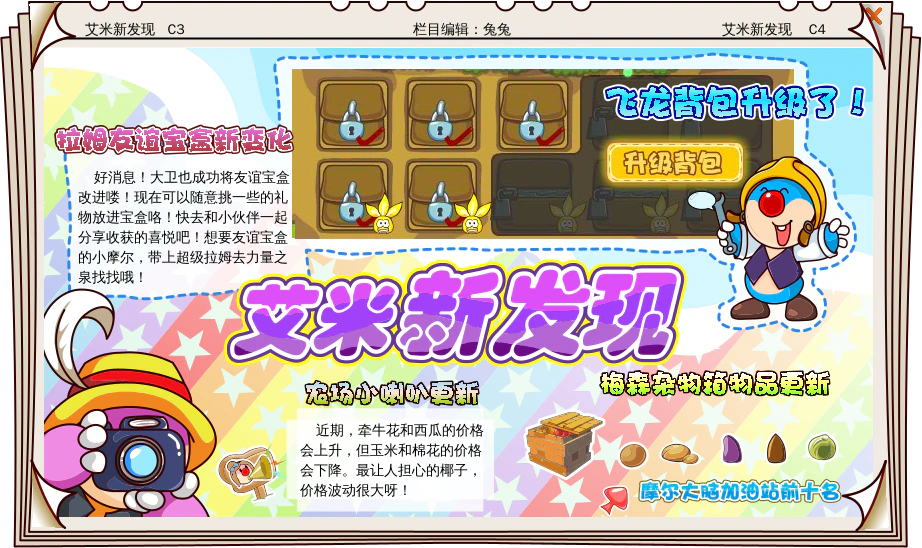 艾米新发现 C3
栏目编辑：兔兔
艾米新发现 C4
飞龙背包升级了！
升级背包
拉姆友谊宝盒新变化
好消息！大卫也成功将友谊宝盒
改进喽！现在可以随意挑一些的礼
物放进宝盒咯！快去和小伙伴一起
分享收获的喜悦吧！想要友谊宝盒
的小摩尔，带上超级拉姆去力量之
泉找找哦！
艾米新发现
农场小喇叭更新
近期，牵牛花和西瓜的价格
会上升，但玉米和棉花的价格
会下降。最让人担心的椰子，
价格波动很大呀！
梅森杂物箱物品更新
摩尔大陆加油站前十名